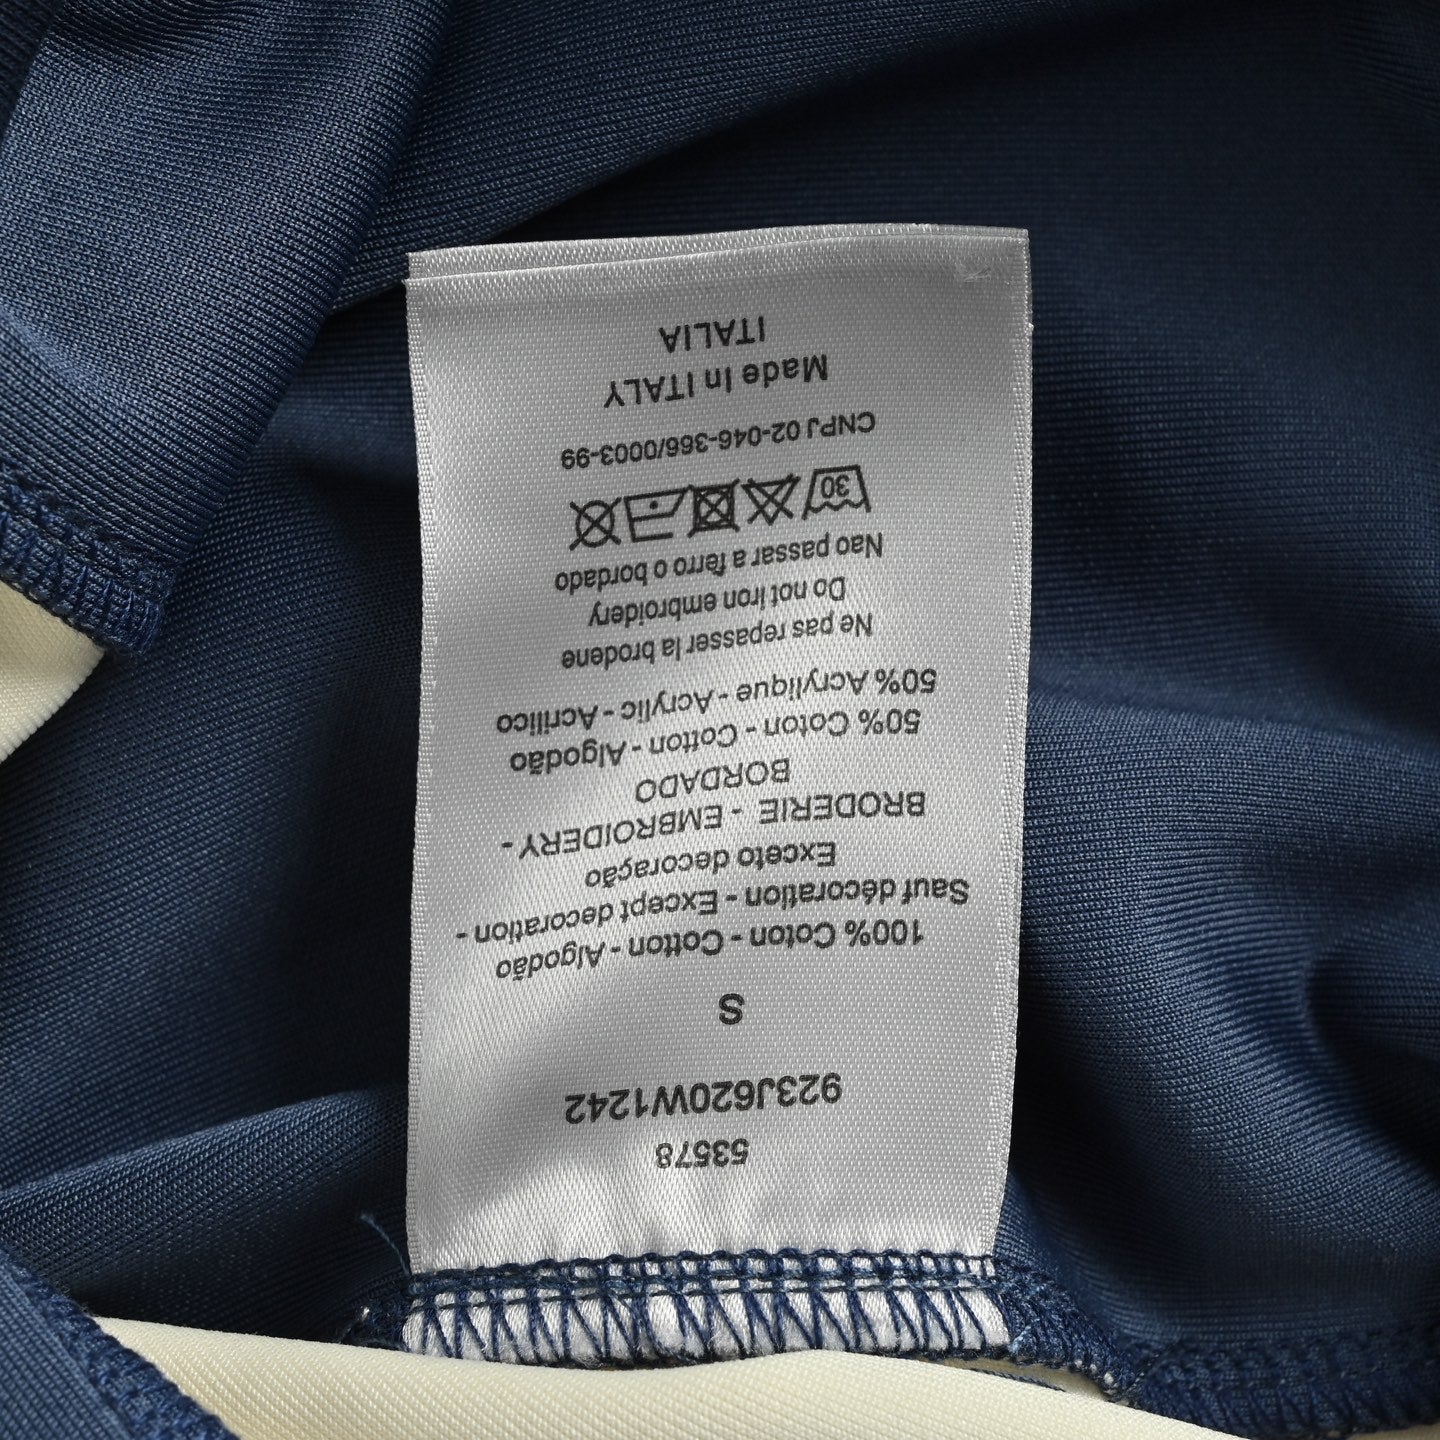 53578
923J620W1242
S
100% Coton - Cotton - Algodão
Sauf décoration - Except decoration -
Exceto decoração
BRODERIE - EMBROIDERY -
BORDADO
50% Coton - Cotton - Algodão
50% Acrylique - Acrylic - Acrilico
Ne pas repasser la brodene
Do not iron embroidery
Nao passar a ferro o bordado
30
CNPJ 02-046-366/0003-99
Made In ITALY
ITALIA